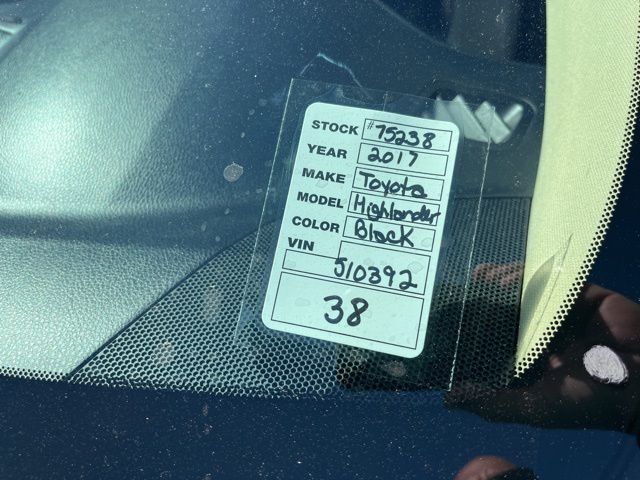 STOCK #75238
YEAR 2017
MAKE Toyota
MODEL Highlander
COLOR Black
VIN
510392
38